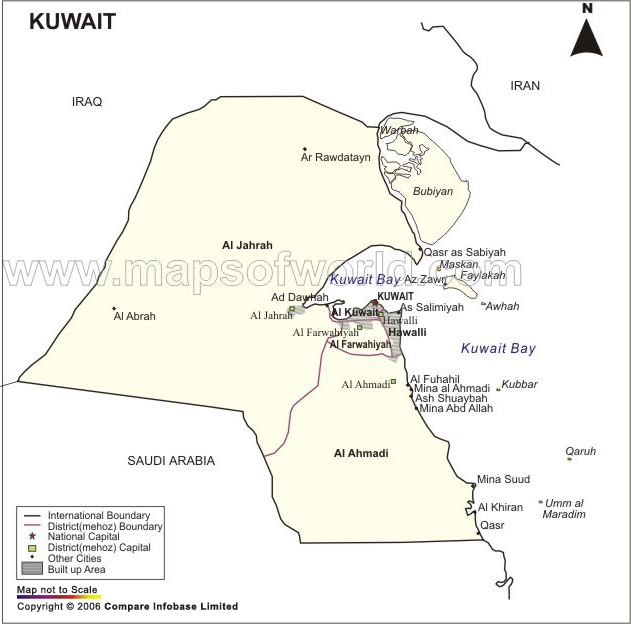 KUWAIT
N
IRAN
IRAQ
Warbah
Ar Rawdatayn
Bubiyan
Al Jahrah
Qasr as Sabiyah
Maskan
Faylakah
www.mapsofworld.com
Kuwait Bay
Az Zawr
Ad Dawhah
KUWAIT
Awhah
Al Abrah
Al Jahrah
Al Kuwait
As Salimiyah
Hawalli
Al Farwahiyah
Hawalli
Al Farwahiyah
Kuwait Bay
Al Ahmadi
Al Fuhahil
Mina al Ahmadi
Kubbar
Ash Shuaybah
Mina Abd Allah
SAUDI ARABIA
Al Ahmadi
Qaruh
Mina Suud
Al Khiran
Umm al
Maradim
Qasr
International Boundary
District(mehoz) Boundary
National Capital
District(mehoz) Capital
Other Cities
Built up Area
Map not to Scale
Copyright © 2006 Compare Infobase Limited